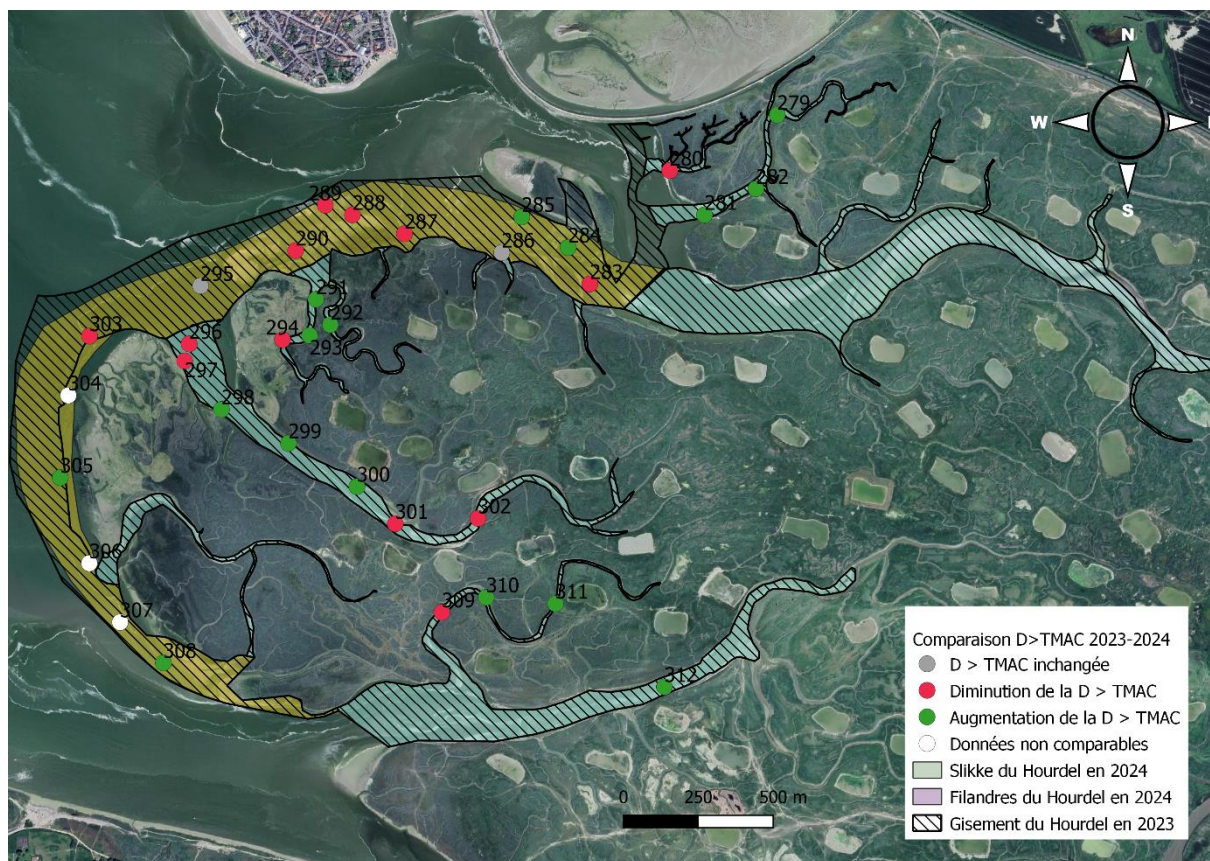 N
W
S
279
280
282
281
289
288
285
287
286
284
290
283
295
291
292
303
296
294
293
297
304
298
299
305
300
301
302
306
310
311
309
307
308
312
Comparaison D>TMAC 2023-2024
D > TMAC inchangée
Diminution de la D > TMAC
Augmentation de la D > TMAC
Données non comparables
Slikke du Hourdel en 2024
Filandres du Hourdel en 2024
Gisement du Hourdel en 2023
0 250 500 m